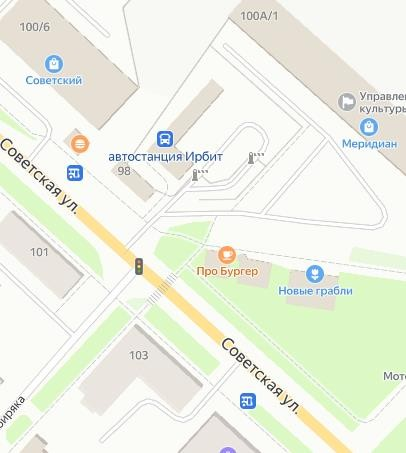 100А/1
100/6
Советский
Управлен
культуры
Меридиан
автостанция Ирбит
98
Советская ул.
101
Про Бургер
Новые грабли
103
Советская ул.
Мото
иряка